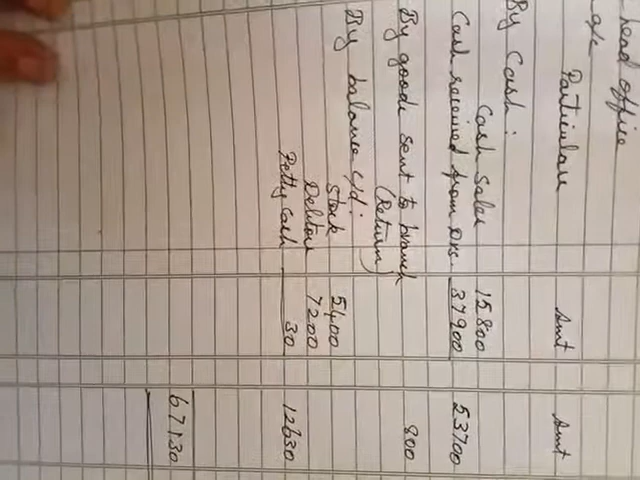 head office
a/c
Particulars Amt Amt
By Cash:
Cash Sales 15800
Cash received from Drs. 37900 53700
By goods sent to branch
(Return) 800
By balance c/d:
Stock 5400
Debtors 7200
Petty Cash 30 12630
67130